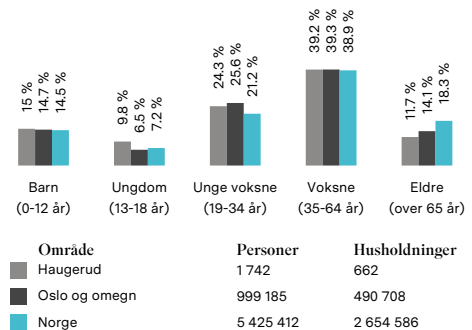 15 % 14.7 % 14.5 %
9.8 % 6.5 % 7.2 %
24.3 % 25.6 % 21.2 %
39.2 % 39.3 % 38.9 %
11.7 % 14.1 % 18.3 %
Barn Ungdom Unge voksne Voksne Eldre
(0-12 år) (13-18 år) (19-34 år) (35-64 år) (over 65 år)
Område Personer Husholdninger
Haugerud 1 742 662
Oslo og omegn 999 185 490 708
Norge 5 425 412 2 654 586